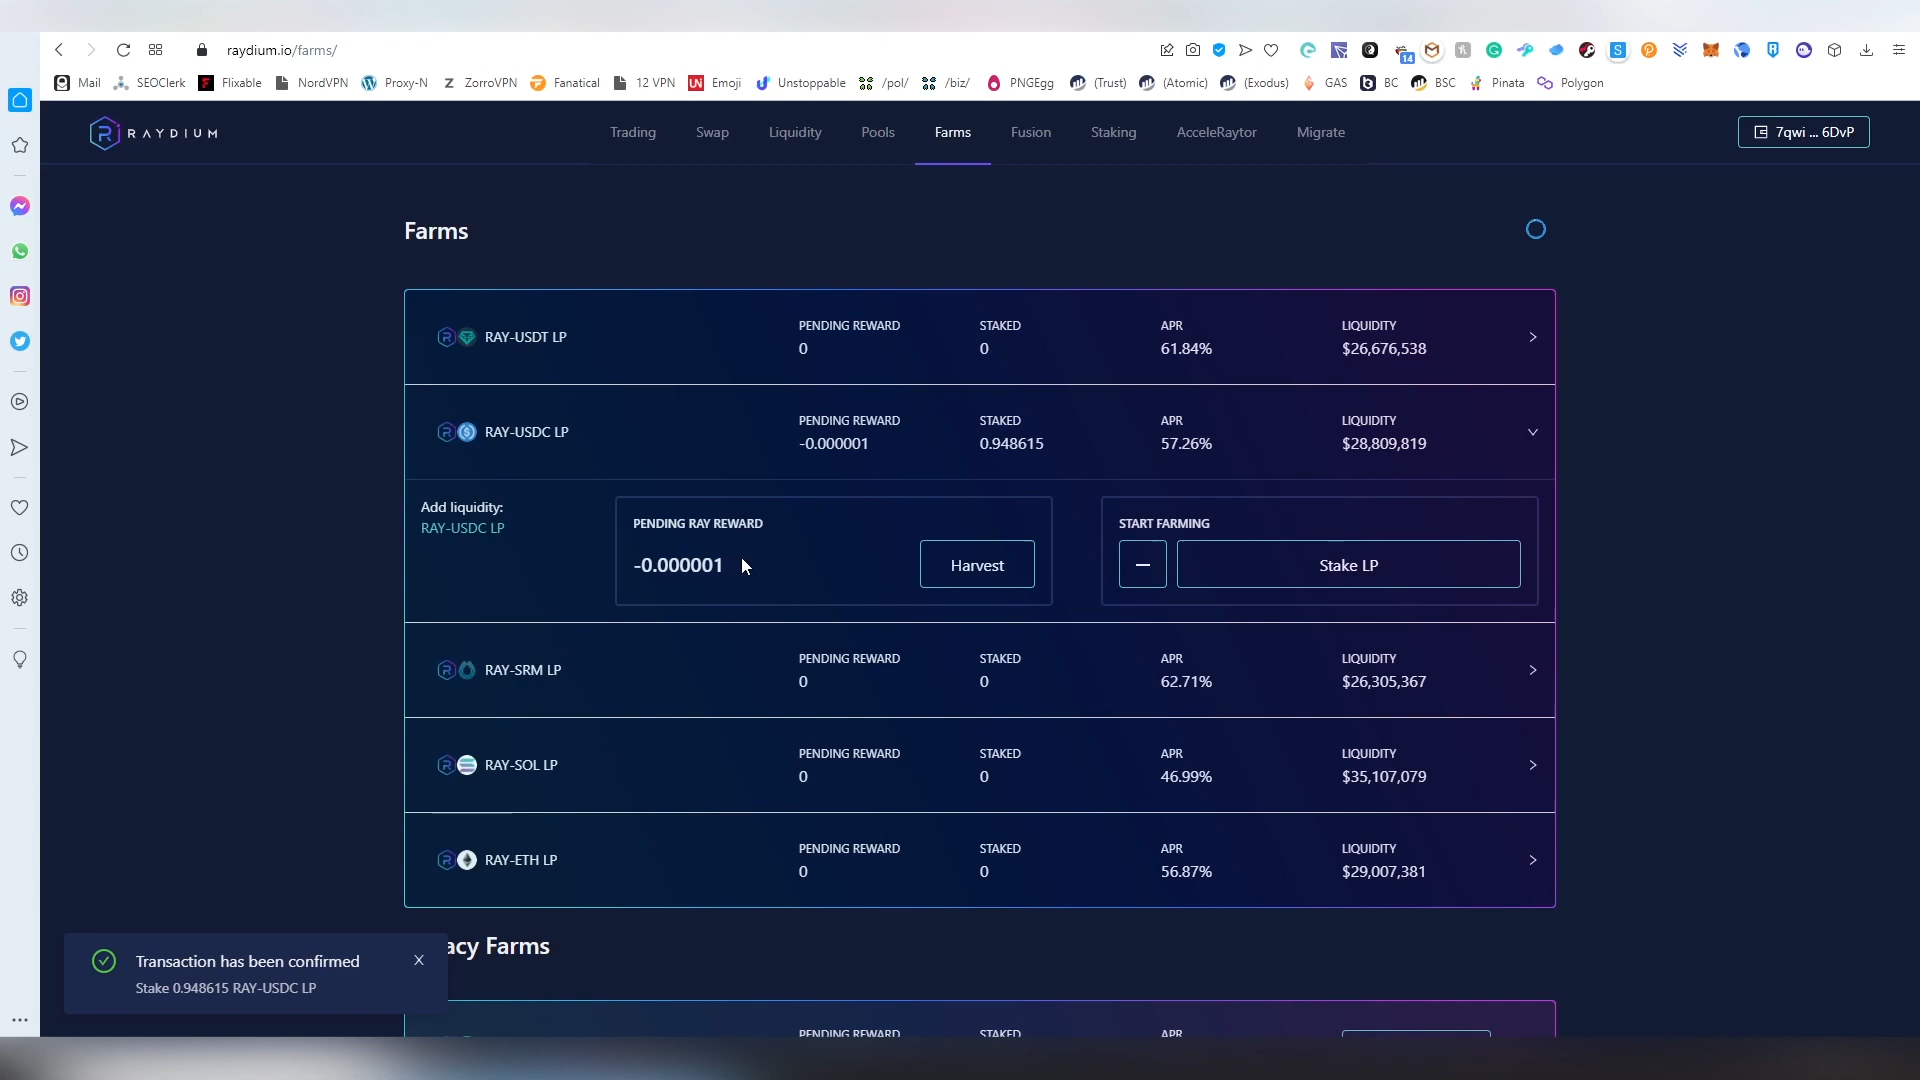 raydium.io/farms/
14
Mail SEOClerk Flixable NordVPN Proxy-N ZorroVPN Fanatical 12 VPN Emoji Unstoppable /pol/ /biz/ PNGEgg (Trust) (Atomic) (Exodus) GAS BC BSC Pinata Polygon
RAYDIUM Trading Swap Liquidity Pools Farms Fusion Staking AcceleRaytor Migrate 7qwi ... 6DvP
Farms
PENDING REWARD STAKED APR LIQUIDITY
RAY-USDT LP
0 0 61.84% $26,676,538
PENDING REWARD STAKED APR LIQUIDITY
RAY-USDC LP
-0.000001 0.948615 57.26% $28,809,819
Add liquidity:
RAY-USDC LP
PENDING RAY REWARD
-0.000001 Harvest
START FARMING
Stake LP
PENDING REWARD STAKED APR LIQUIDITY
RAY-SRM LP
0 0 62.71% $26,305,367
PENDING REWARD STAKED APR LIQUIDITY
RAY-SOL LP
0 0 46.99% $35,107,079
PENDING REWARD STAKED APR LIQUIDITY
RAY-ETH LP
0 0 56.87% $29,007,381
acy Farms
Transaction has been confirmed X
Stake 0.948615 RAY-USDC LP
PENDING REWARD STAKED APR